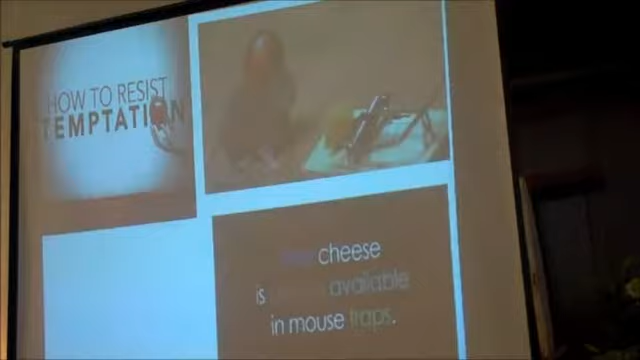 HOW TO RESIST
TEMPTATION
cheese
is available
in mouse traps.